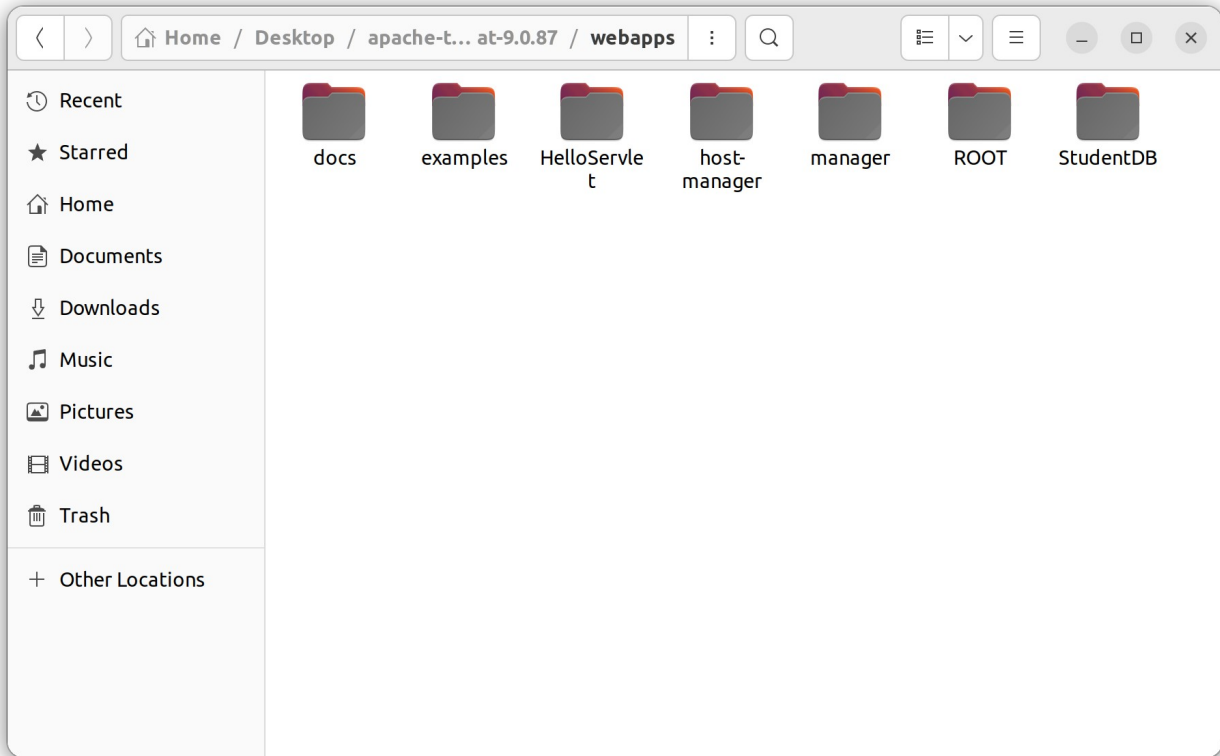 Home / Desktop / apache-t… at-9.0.87 / webapps
Recent
Starred
Home
Documents
Downloads
Music
Pictures
Videos
Trash
+ Other Locations
docs
examples
HelloServle
t
host-
manager
manager
ROOT
StudentDB